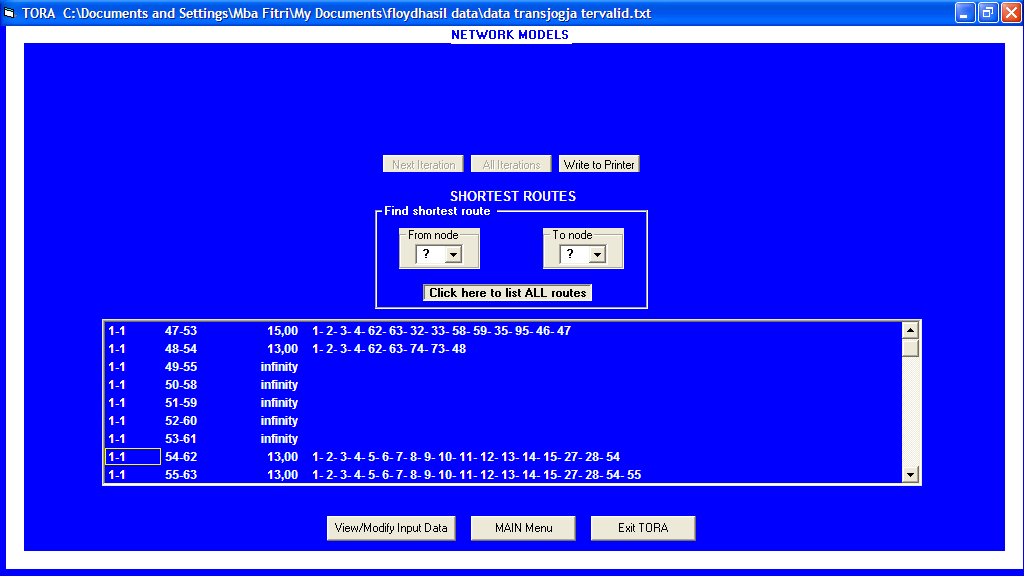 TORA C:\Documents and Settings\Mba Fitri\My Documents\floydhasil data\data transjogja tervalid.txt
NETWORK MODELS
Next Iteration All Iterations Write to Printer
SHORTEST ROUTES
Find shortest route
From node To node
? ?
Click here to list ALL routes
1-1 47-53 15,00 1- 2- 3- 4- 62- 63- 32- 33- 58- 59- 35- 95- 46- 47
1-1 48-54 13,00 1- 2- 3- 4- 62- 63- 74- 73- 48
1-1 49-55 infinity
1-1 50-58 infinity
1-1 51-59 infinity
1-1 52-60 infinity
1-1 53-61 infinity
1-1 54-62 13,00 1- 2- 3- 4- 5- 6- 7- 8- 9- 10- 11- 12- 13- 14- 15- 27- 28- 54
1-1 55-63 13,00 1- 2- 3- 4- 5- 6- 7- 8- 9- 10- 11- 12- 13- 14- 15- 27- 28- 54- 55
View/Modify Input Data MAIN Menu Exit TORA